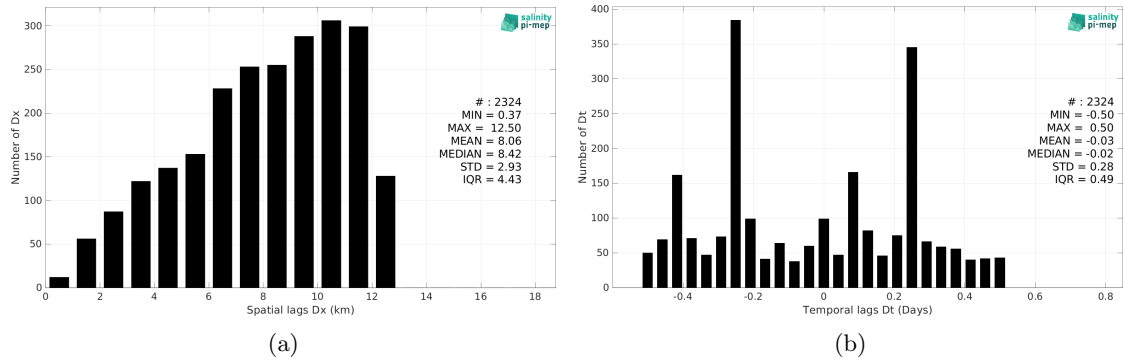 300
250
200
150
100
50
0
Number of Dx
0 2 4 6 8 10 12 14 16 18
Spatial lags Dx (km)
salinity
pi-mep
# : 2324
MIN = 0.37
MAX = 12.50
MEAN = 8.06
MEDIAN = 8.42
STD = 2.93
IQR = 4.43
(a)
400
350
300
250
200
150
100
50
0
Number of Dt
-0.4 -0.2 0 0.2 0.4 0.6 0.8
Temporal lags Dt (Days)
salinity
pi-mep
# : 2324
MIN = -0.50
MAX = 0.50
MEAN = -0.03
MEDIAN = -0.02
STD = 0.28
IQR = 0.49
(b)